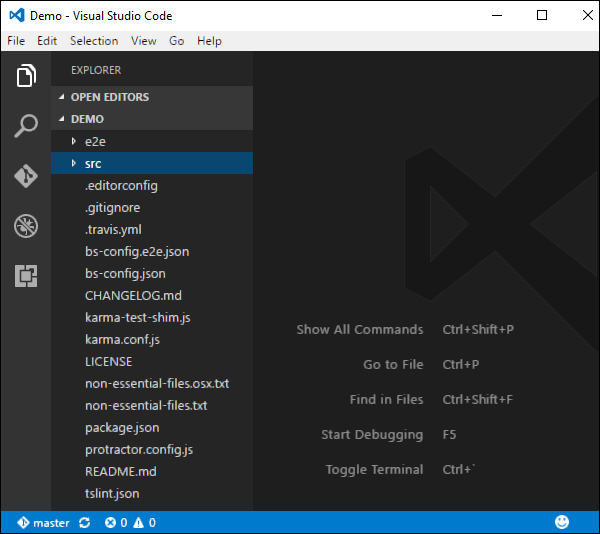 Demo - Visual Studio Code
File Edit Selection View Go Help
EXPLORER
OPEN EDITORS
DEMO
e2e
src
.editorconfig
.gitignore
.travis.yml
bs-config.e2e.json
bs-config.json
CHANGELOG.md
karma-test-shim.js
karma.conf.js
LICENSE
non-essential-files.osx.txt
non-essential-files.txt
package.json
protractor.config.js
README.md
tslint.json
Show All Commands Ctrl+Shift+P
Go to File Ctrl+P
Find in Files Ctrl+Shift+F
Start Debugging F5
Toggle Terminal Ctrl+`
master 0 0